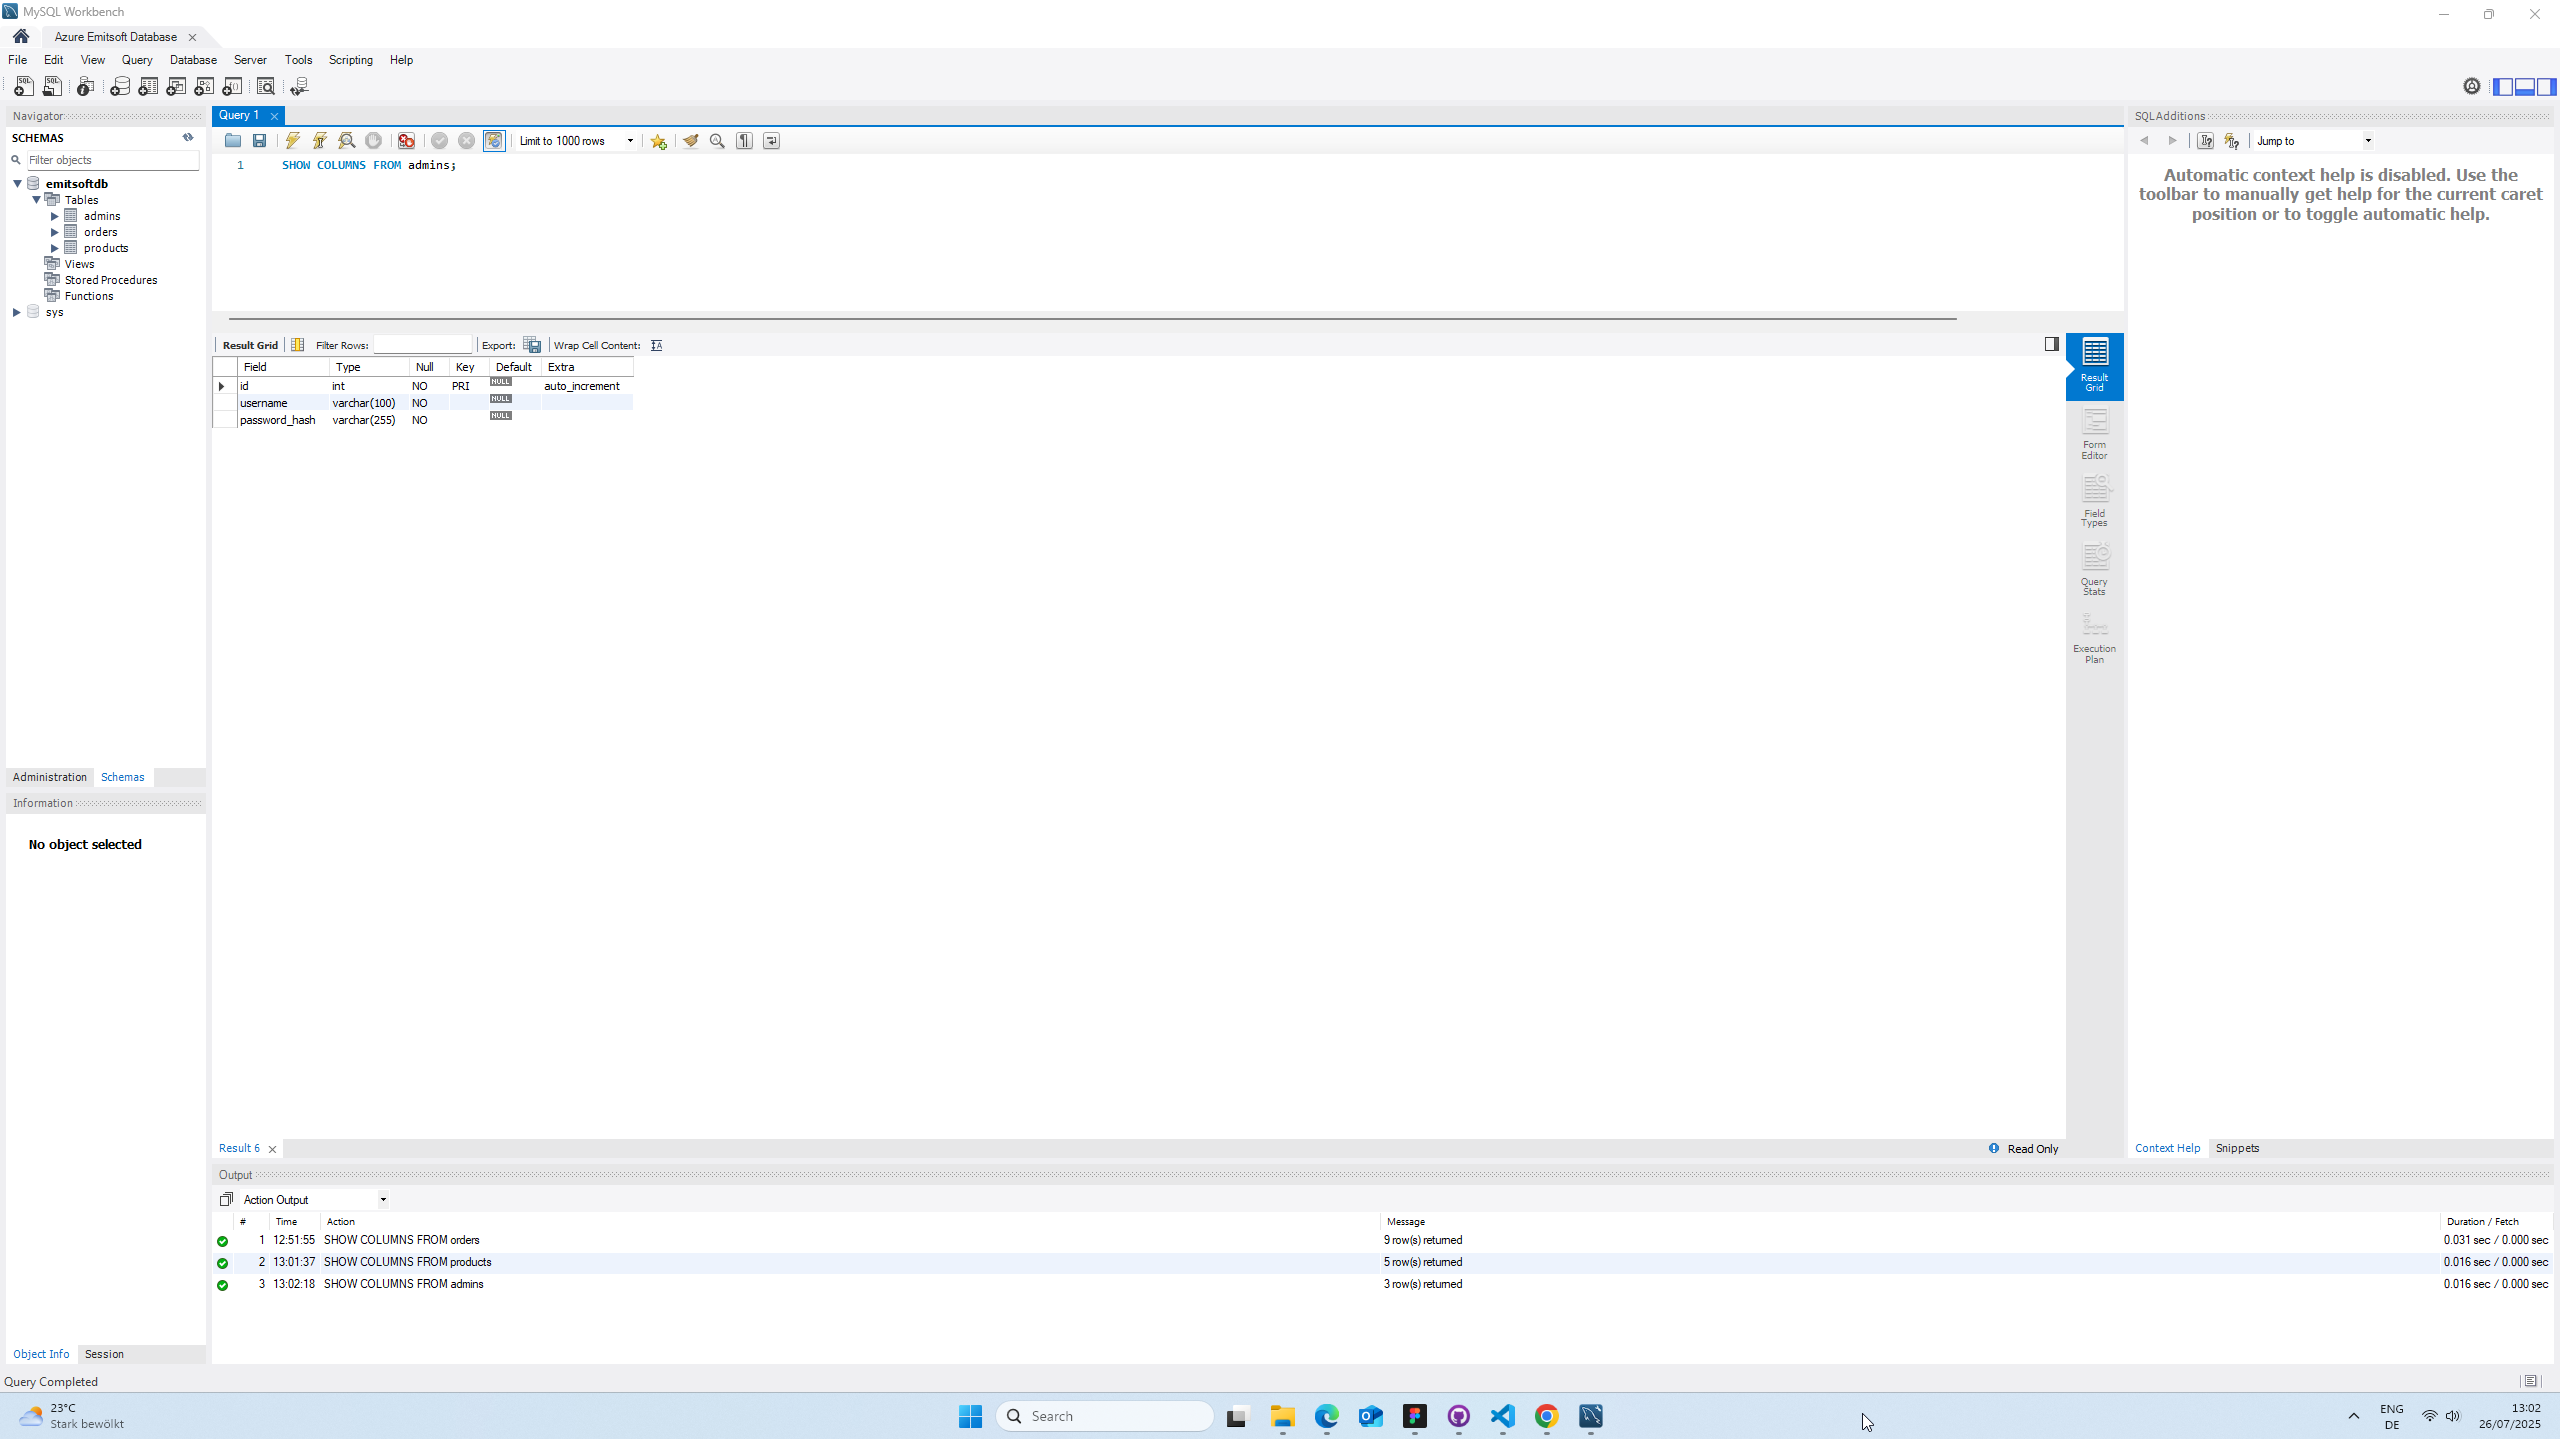 MySQL Workbench
Azure Emitsoft Database
File Edit View Query Database Server Tools Scripting Help
Navigator
SCHEMAS
Filter objects
emitsoftdb
Tables
admins
orders
products
Views
Stored Procedures
Functions
sys
Administration Schemas
Information
No object selected
Object Info Session
Query Completed
Query 1
Limit to 1000 rows
1 SHOW COLUMNS FROM admins;
Result Grid Filter Rows: Export: Wrap Cell Content:
Field Type Null Key Default Extra
id int NO PRI NULL auto_increment
username varchar(100) NO NULL
password_hash varchar(255) NO NULL
Result Grid
Form Editor
Field Types
Query Stats
Execution Plan
Result 6
Read Only
Output
Action Output
# Time Action Message Duration / Fetch
1 12:51:55 SHOW COLUMNS FROM orders 9 row(s) returned 0.031 sec / 0.000 sec
2 13:01:37 SHOW COLUMNS FROM products 5 row(s) returned 0.016 sec / 0.000 sec
3 13:02:18 SHOW COLUMNS FROM admins 3 row(s) returned 0.016 sec / 0.000 sec
SQLAdditions
Jump to
Automatic context help is disabled. Use the
toolbar to manually get help for the current caret
position or to toggle automatic help.
Context Help Snippets
23°C
Stark bewölkt
Search
ENG
DE
13:02
26/07/2025